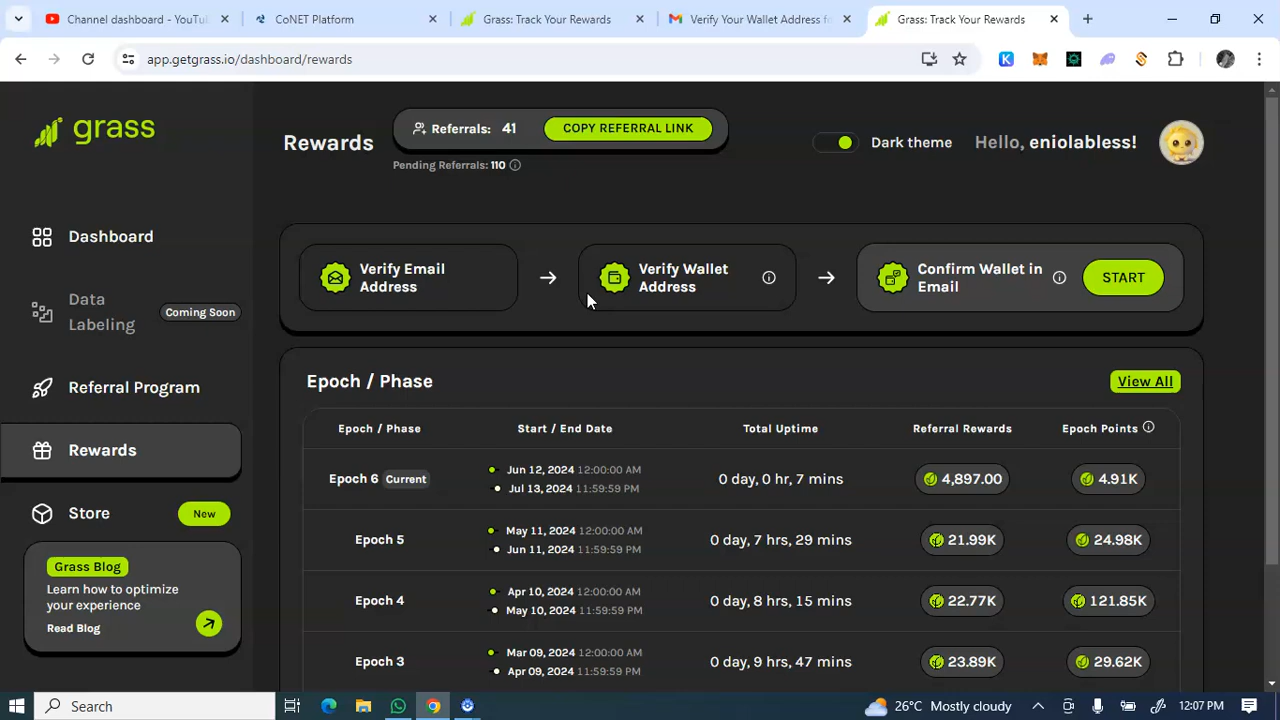 Channel dashboard - YouTu
CoNET Platform
Grass: Track Your Rewards
Verify Your Wallet Address f
Grass: Track Your Rewards
app.getgrass.io/dashboard/rewards
grass
Rewards
Referrals: 41
COPY REFERRAL LINK
Pending Referrals: 110
Dark theme
Hello, eniolabless!
Dashboard
Data
Labeling
Coming Soon
Referral Program
Rewards
Store
New
Grass Blog
Learn how to optimize
your experience
Read Blog
Verify Email
Address
Verify Wallet
Address
Confirm Wallet in
Email
START
Epoch / Phase
View All
Epoch / Phase Start / End Date Total Uptime Referral Rewards Epoch Points
Epoch 6 Current
Jun 12, 2024 12:00:00 AM
Jul 13, 2024 11:59:59 PM
0 day, 0 hr, 7 mins
4,897.00
4.91K
Epoch 5
May 11, 2024 12:00:00 AM
Jun 11, 2024 11:59:59 PM
0 day, 7 hrs, 29 mins
21.99K
24.98K
Epoch 4
Apr 10, 2024 12:00:00 AM
May 10, 2024 11:59:59 PM
0 day, 8 hrs, 15 mins
22.77K
121.85K
Epoch 3
Mar 09, 2024 12:00:00 AM
Apr 09, 2024 11:59:59 PM
0 day, 9 hrs, 47 mins
23.89K
29.62K
Search
26°C Mostly cloudy
12:07 PM